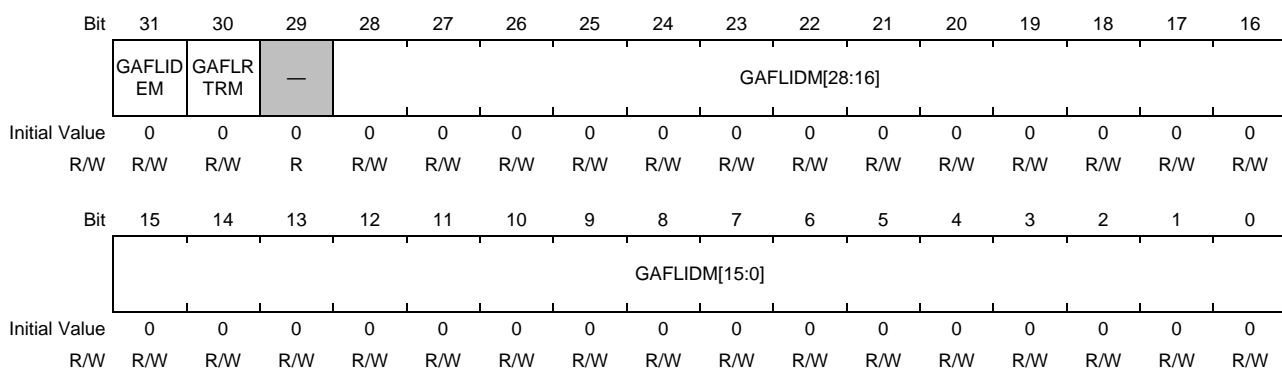 Bit 31 30 29 28 27 26 25 24 23 22 21 20 19 18 17 16
GAFLID GAFLR — GAFLIDM[28:16]
EM TRM
Initial Value 0 0 0 0 0 0 0 0 0 0 0 0 0 0 0 0
R/W R/W R/W R R/W R/W R/W R/W R/W R/W R/W R/W R/W R/W R/W R/W R/W
Bit 15 14 13 12 11 10 9 8 7 6 5 4 3 2 1 0
GAFLIDM[15:0]
Initial Value 0 0 0 0 0 0 0 0 0 0 0 0 0 0 0 0
R/W R/W R/W R/W R/W R/W R/W R/W R/W R/W R/W R/W R/W R/W R/W R/W R/W